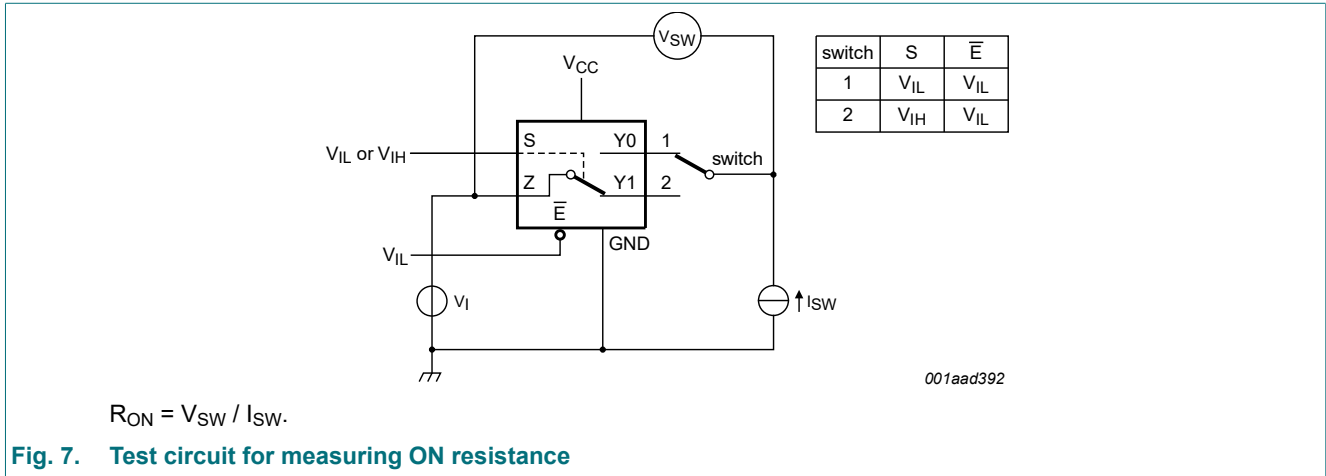 VSW
switch S E̅
1 VIL VIL
2 VIH VIL
VCC
S Y0 1
VIL or VIH
switch
Z Y1 2
E̅
GND
VIL
VI
ISW
001aad392
RON = VSW / ISW.
Fig. 7. Test circuit for measuring ON resistance